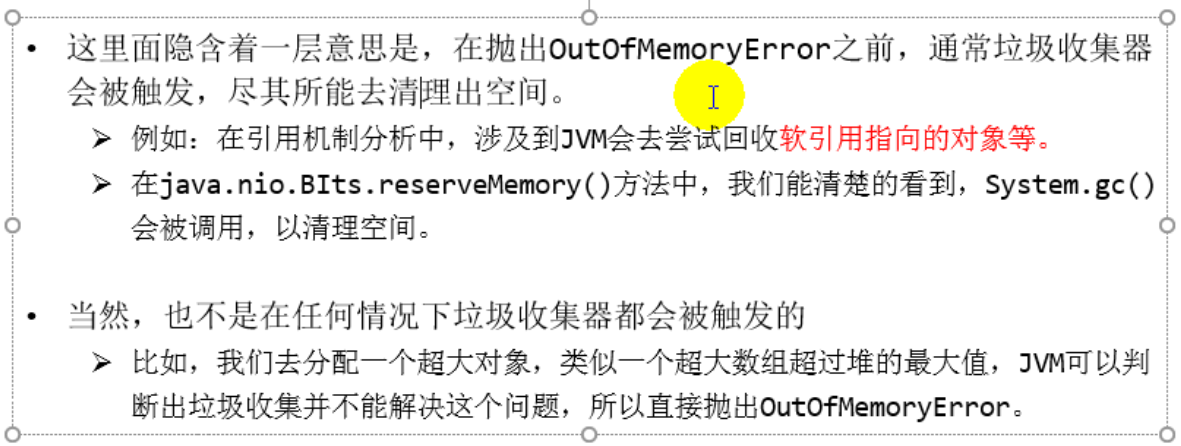 • 这里面隐含着一层意思是，在抛出OutOfMemoryError之前，通常垃圾收集器
会被触发，尽其所能去清理出空间。
➢ 例如：在引用机制分析中，涉及到JVM会去尝试回收软引用指向的对象等。
➢ 在java.nio.BIts.reserveMemory()方法中，我们能清楚的看到，System.gc()
会被调用，以清理空间。
• 当然，也不是在任何情况下垃圾收集器都会被触发的
➢ 比如，我们去分配一个超大对象，类似一个超大数组超过堆的最大值，JVM可以判
断出垃圾收集并不能解决这个问题，所以直接抛出OutOfMemoryError。